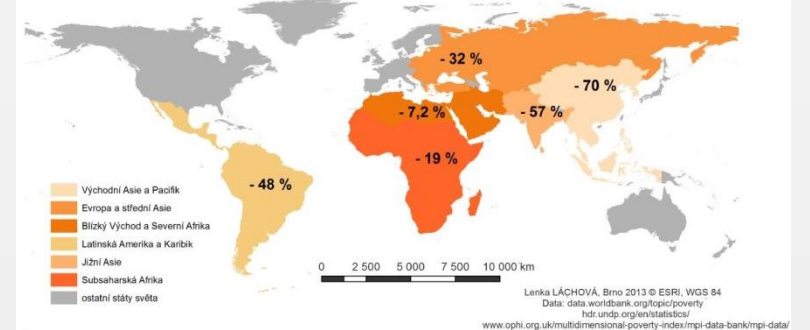 - 32 %
- 70 %
- 7,2 %
- 57 %
- 19 %
- 48 %
Východní Asie a Pacifik
Evropa a střední Asie
Blízký Východ a Severní Afrika
Latinská Amerika a Karibik
Jižní Asie
Subsaharská Afrika
ostatní státy světa
0 2 500 5 000 7 500 10 000 km
Lenka LÁCHOVÁ, Brno 2013 © ESRI, WGS 84
Data: data.worldbank.org/topic/poverty
hdr.undp.org/en/statistics/
www.ophi.org.uk/multidimensional-poverty-index/mpi-data-bank/mpi-data/